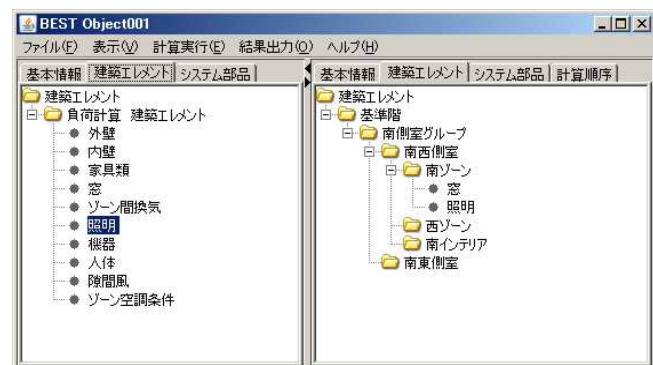 BEST Object001
ファイル(F) 表示(V) 計算実行(E) 結果出力(O) ヘルプ(H)
基本情報 建築エレメント システム部品
建築エレメント
負荷計算 建築エレメント
外壁
内壁
家具類
窓
ゾーン間換気
照明
機器
人体
隙間風
ゾーン空調条件
基本情報 建築エレメント システム部品 計算順序
建築エレメント
基準階
南側室グループ
南西側室
南ゾーン
窓
照明
西ゾーン
南インテリア
南東側室